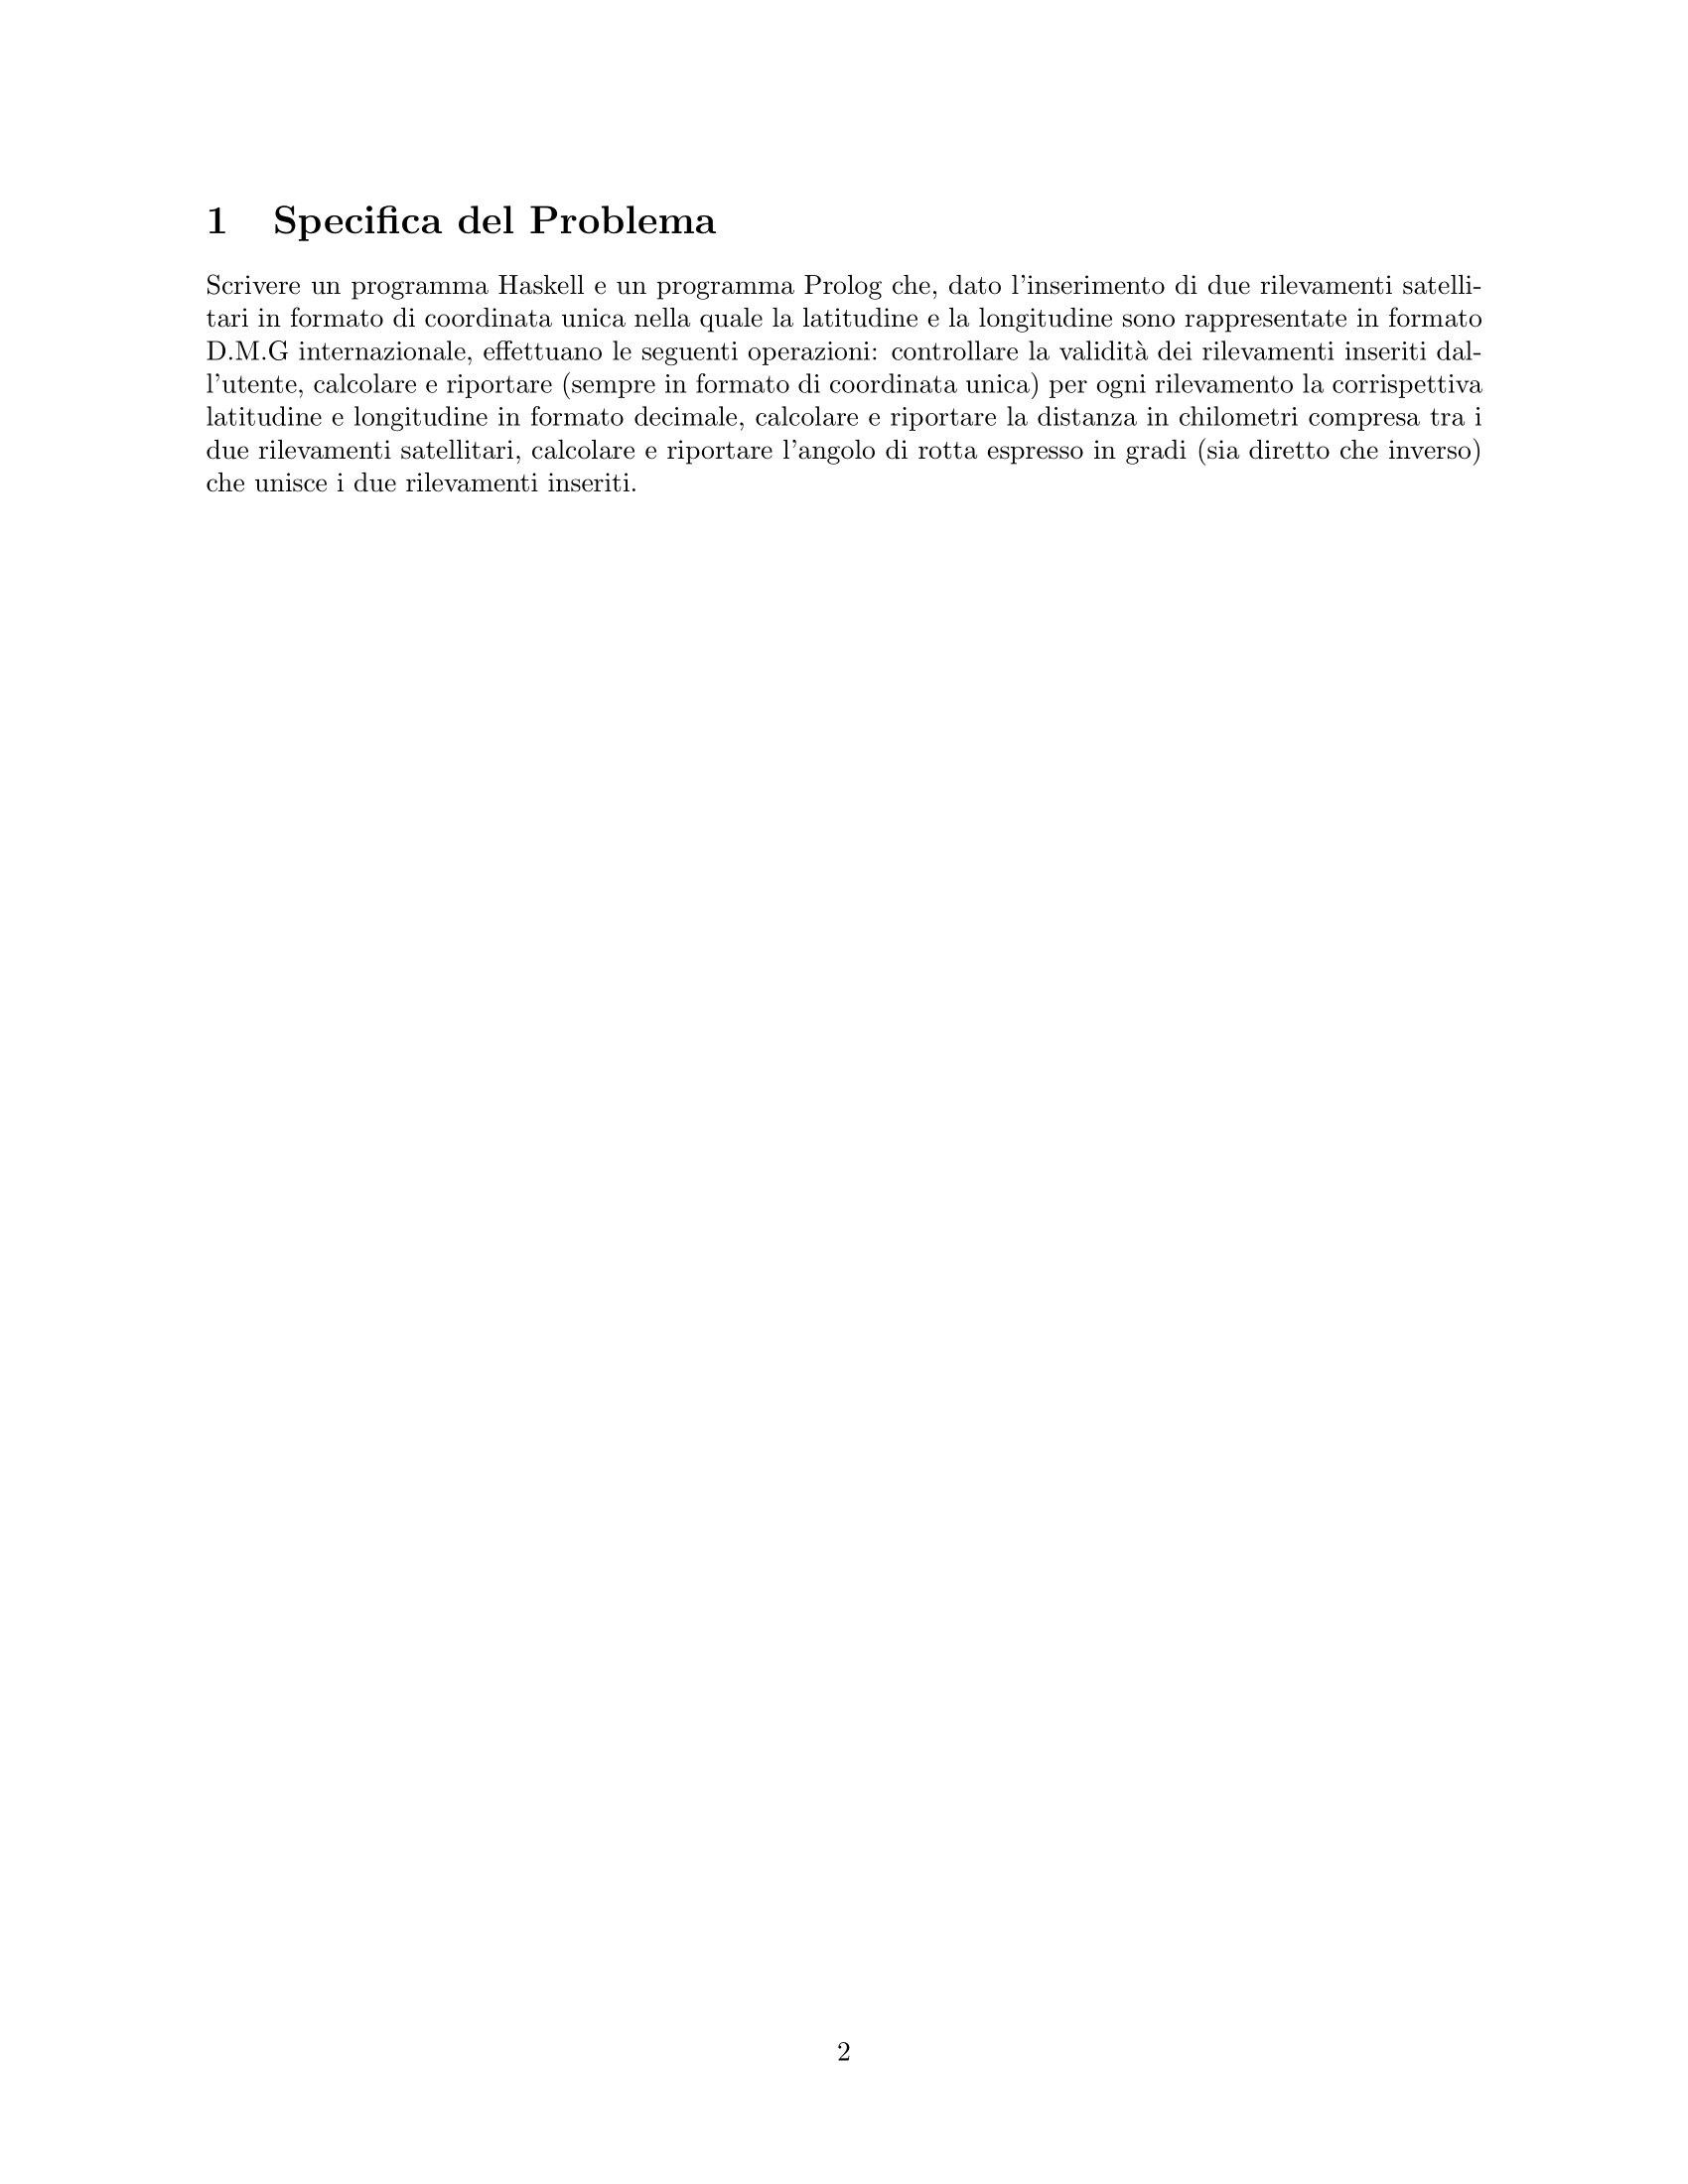 1 Specifica del Problema
Scrivere un programma Haskell e un programma Prolog che, dato l'inserimento di due rilevamenti satelli-
tari in formato di coordinata unica nella quale la latitudine e la longitudine sono rappresentate in formato
D.M.G internazionale, effettuano le seguenti operazioni: controllare la validità dei rilevamenti inseriti dal-
l'utente, calcolare e riportare (sempre in formato di coordinata unica) per ogni rilevamento la corrispettiva
latitudine e longitudine in formato decimale, calcolare e riportare la distanza in chilometri compresa tra i
due rilevamenti satellitari, calcolare e riportare l'angolo di rotta espresso in gradi (sia diretto che inverso)
che unisce i due rilevamenti inseriti.
2